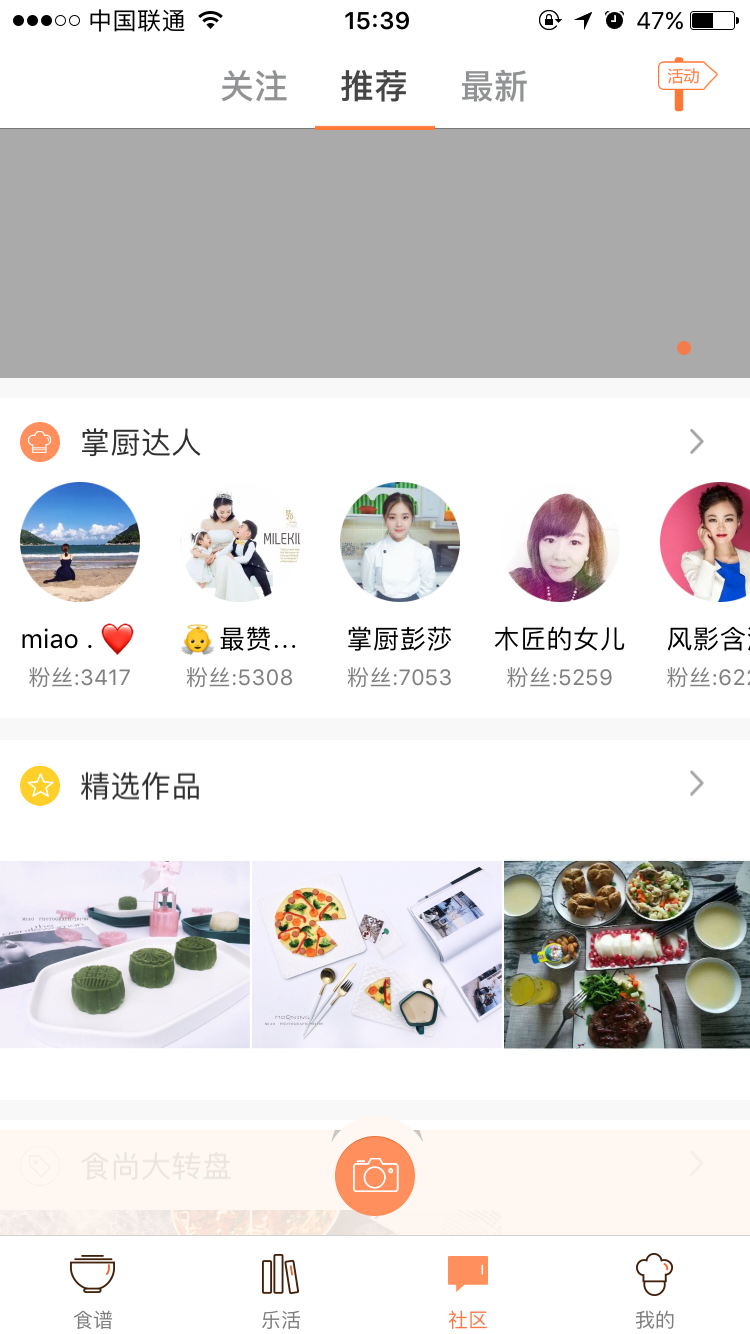 中国联通 15:39 47%
关注 推荐 最新 活动
掌厨达人
miao . ❤️ 👼最赞... 掌厨彭莎 木匠的女儿 风影含
粉丝:3417 粉丝:5308 粉丝:7053 粉丝:5259 粉丝:622
精选作品
MILEKII
MORNING
食尚大转盘
食谱 乐活 社区 我的